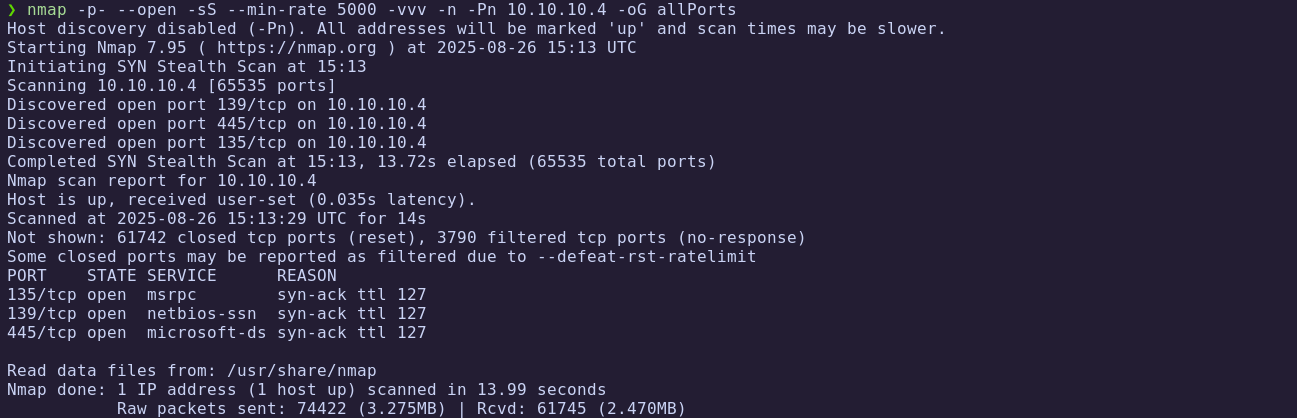 ❯ nmap -p- --open -sS --min-rate 5000 -vvv -n -Pn 10.10.10.4 -oG allPorts
Host discovery disabled (-Pn). All addresses will be marked 'up' and scan times may be slower.
Starting Nmap 7.95 ( https://nmap.org ) at 2025-08-26 15:13 UTC
Initiating SYN Stealth Scan at 15:13
Scanning 10.10.10.4 [65535 ports]
Discovered open port 139/tcp on 10.10.10.4
Discovered open port 445/tcp on 10.10.10.4
Discovered open port 135/tcp on 10.10.10.4
Completed SYN Stealth Scan at 15:13, 13.72s elapsed (65535 total ports)
Nmap scan report for 10.10.10.4
Host is up, received user-set (0.035s latency).
Scanned at 2025-08-26 15:13:29 UTC for 14s
Not shown: 61742 closed tcp ports (reset), 3790 filtered tcp ports (no-response)
Some closed ports may be reported as filtered due to --defeat-rst-ratelimit
PORT    STATE SERVICE      REASON
135/tcp open  msrpc        syn-ack ttl 127
139/tcp open  netbios-ssn  syn-ack ttl 127
445/tcp open  microsoft-ds syn-ack ttl 127
Read data files from: /usr/share/nmap
Nmap done: 1 IP address (1 host up) scanned in 13.99 seconds
           Raw packets sent: 74422 (3.275MB) | Rcvd: 61745 (2.470MB)